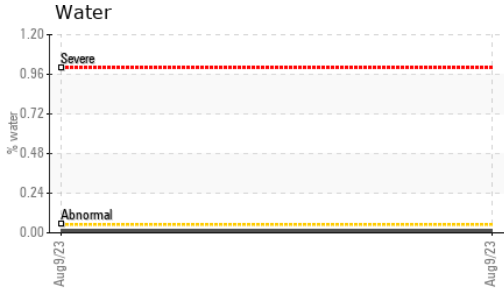 Water
1.20
Severe
0.96
0.72
% water
0.48
0.24
Abnormal
0.00
Aug9/23
Aug9/23